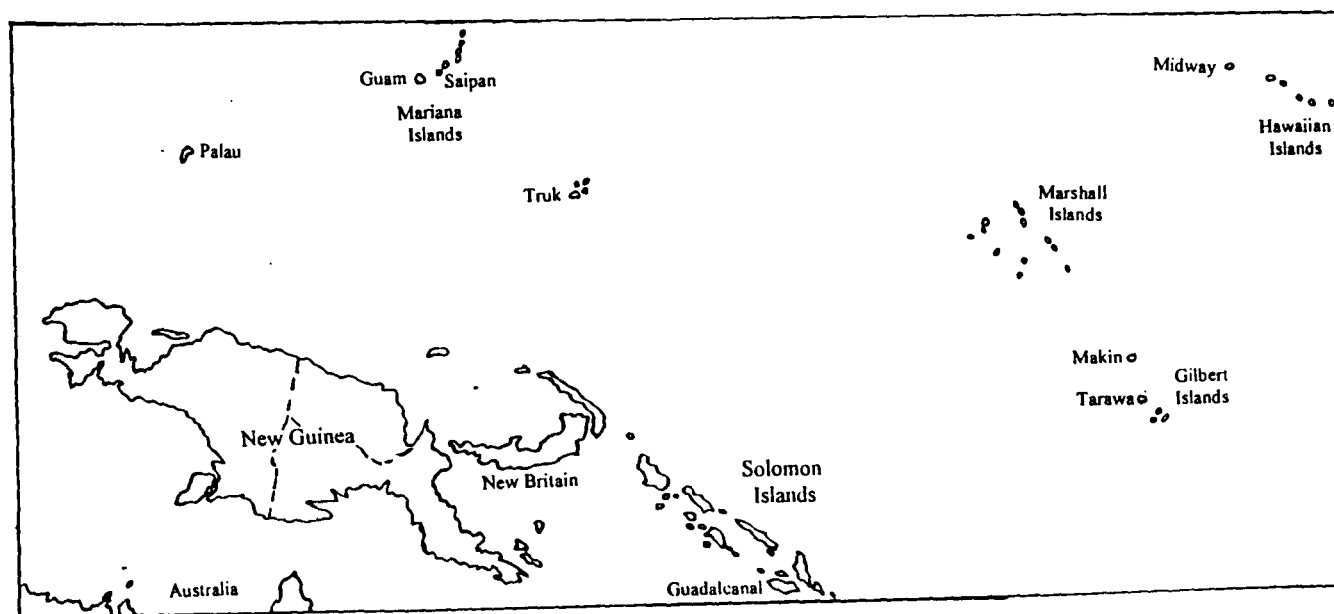 Guam
Saipan
Mariana
Islands
Midway
Hawaiian
Islands
Palau
Truk
Marshall
Islands
Makin
Gilbert
Islands
Tarawa
New Guinea
New Britain
Solomon
Islands
Australia
Guadalcanal